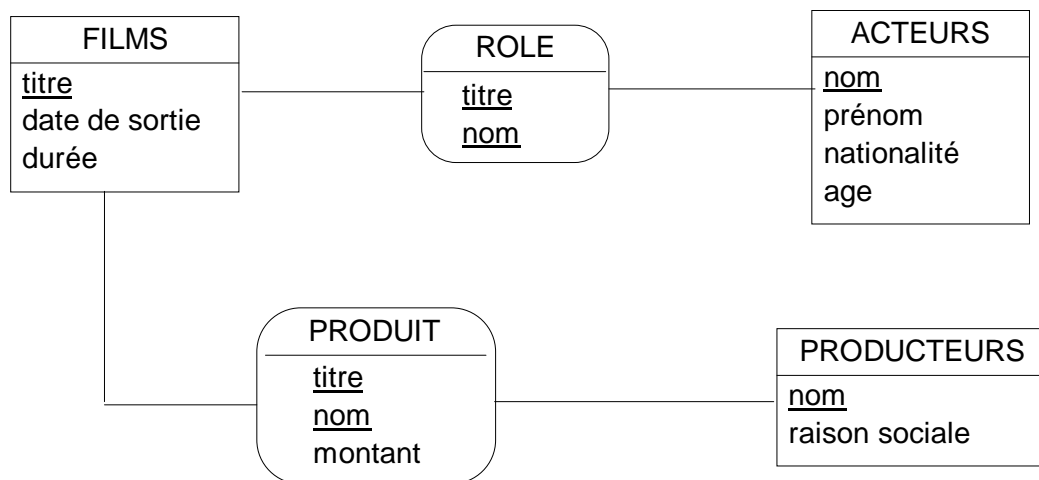 FILMS
titre
date de sortie
durée
ROLE
titre
nom
ACTEURS
nom
prénom
nationalité
age
PRODUIT
titre
nom
montant
PRODUCTEURS
nom
raison sociale